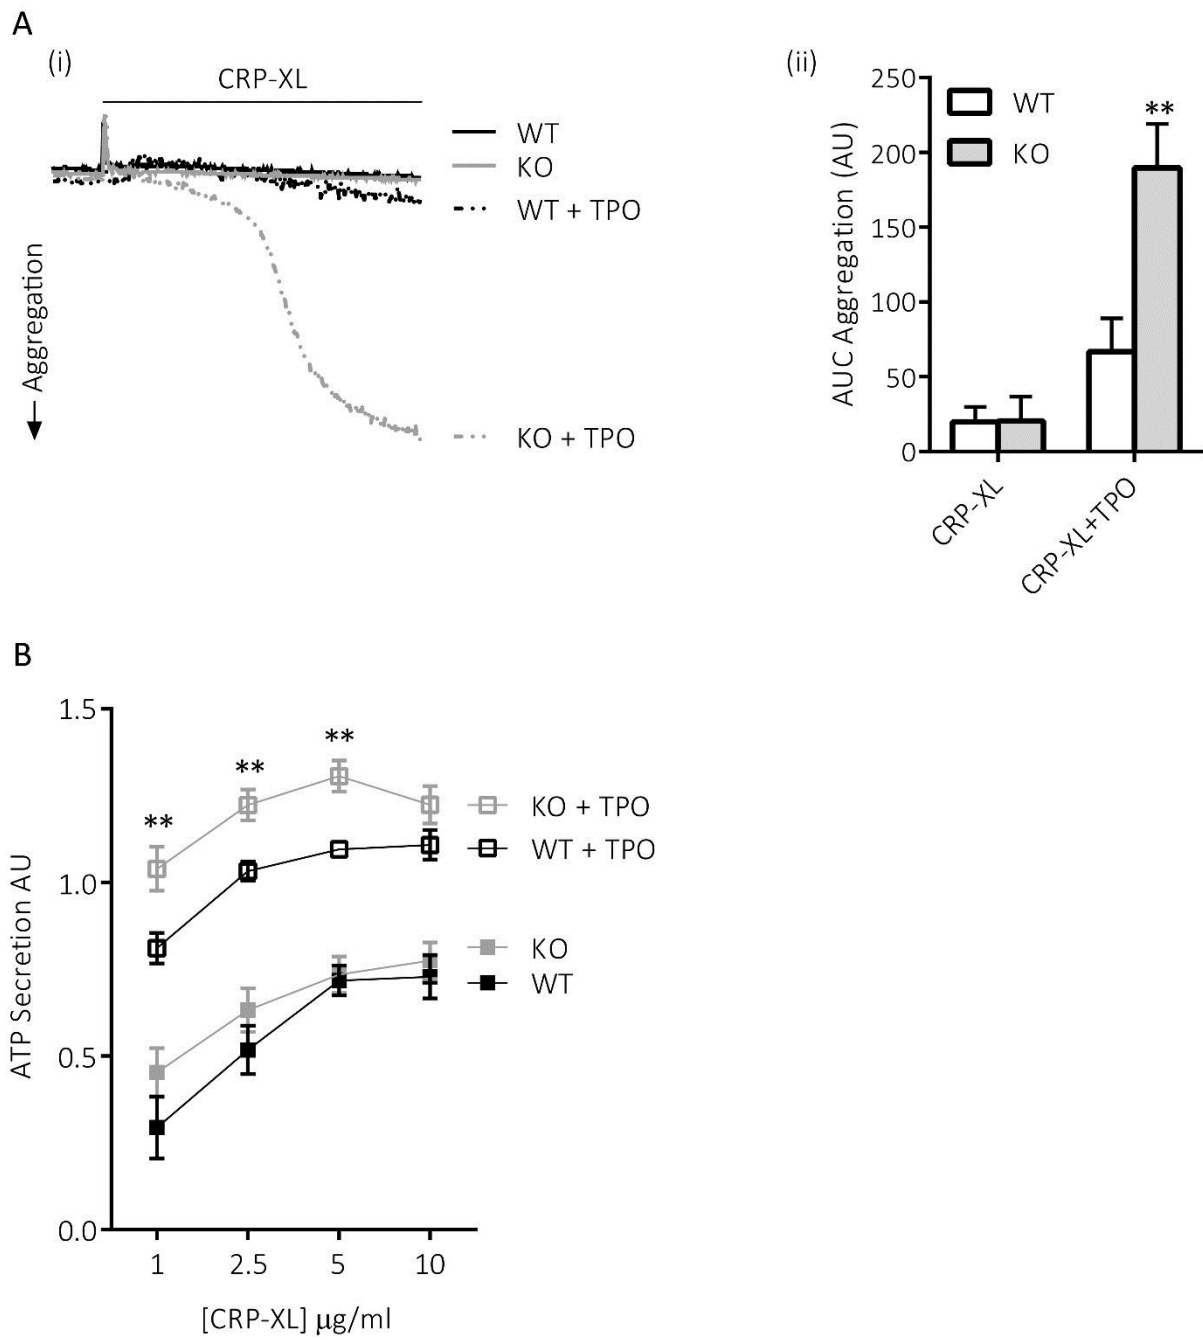 A
(i)
CRP-XL
WT
KO
WT + TPO
KO + TPO
Aggregation
(ii)
250
200
150
100
50
0
AUC Aggregation (AU)
WT
KO
**
CRP-XL
CRP-XL+TPO
B
1.5
1.0
0.5
0.0
ATP Secretion AU
**
**
**
KO + TPO
WT + TPO
KO
WT
1 2.5 5 10
[CRP-XL] μg/ml